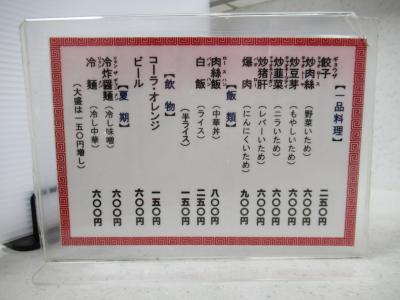 【一品料理】
餃子 ギョウザ 二五〇円
炒肉絲 （野菜いため） 六〇〇円
炒豆芽 （もやしいため） 六〇〇円
炒韮菜 （ニラいため） 六〇〇円
炒猪肝 （レバーいため） 六〇〇円
爆肉 （にんにくいため） 九〇〇円
【飯類】
肉絲飯 （中華丼） 八〇〇円
白飯 （ライス） 二五〇円
（半ライス） 一五〇円
【飲物】
コーラ・オレンジ 一五〇円
ビール 六〇〇円
【夏期】
冷炸醤麺 （冷し味噌） 六〇〇円
冷麺 （冷し中華） 六〇〇円
（大盛は一五〇円増し）